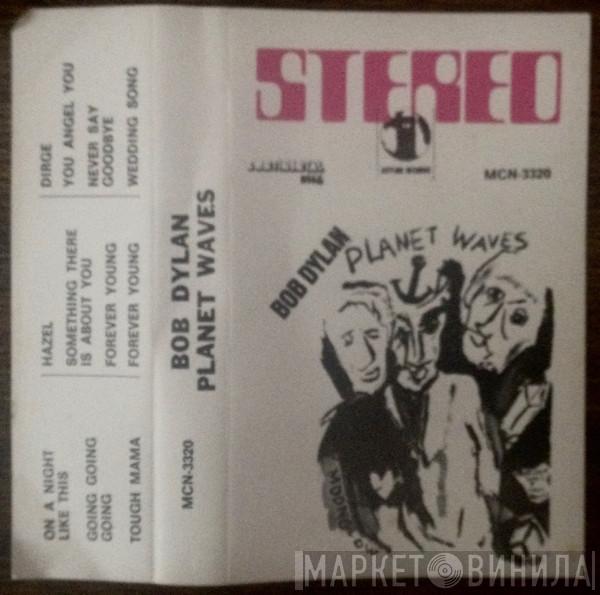 STEREO
MCN-3320
BOB DYLAN
PLANET WAVES
BOB DYLAN
PLANET WAVES
MCN-3320
ON A NIGHT
LIKE THIS
GOING GOING
GOING
TOUGH MAMA
HAZEL
SOMETHING THERE
IS ABOUT YOU
FOREVER YOUNG
FOREVER YOUNG
DIRGE
YOU ANGEL YOU
NEVER SAY
GOODBYE
WEDDING SONG
МАРКЕТ ВИНИЛА